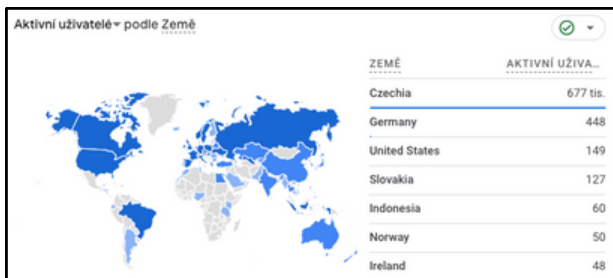 Aktivní uživatelé podle Země
ZEMĚ AKTIVNÍ UŽIVA...
Czechia 677 tis.
Germany 448
United States 149
Slovakia 127
Indonesia 60
Norway 50
Ireland 48